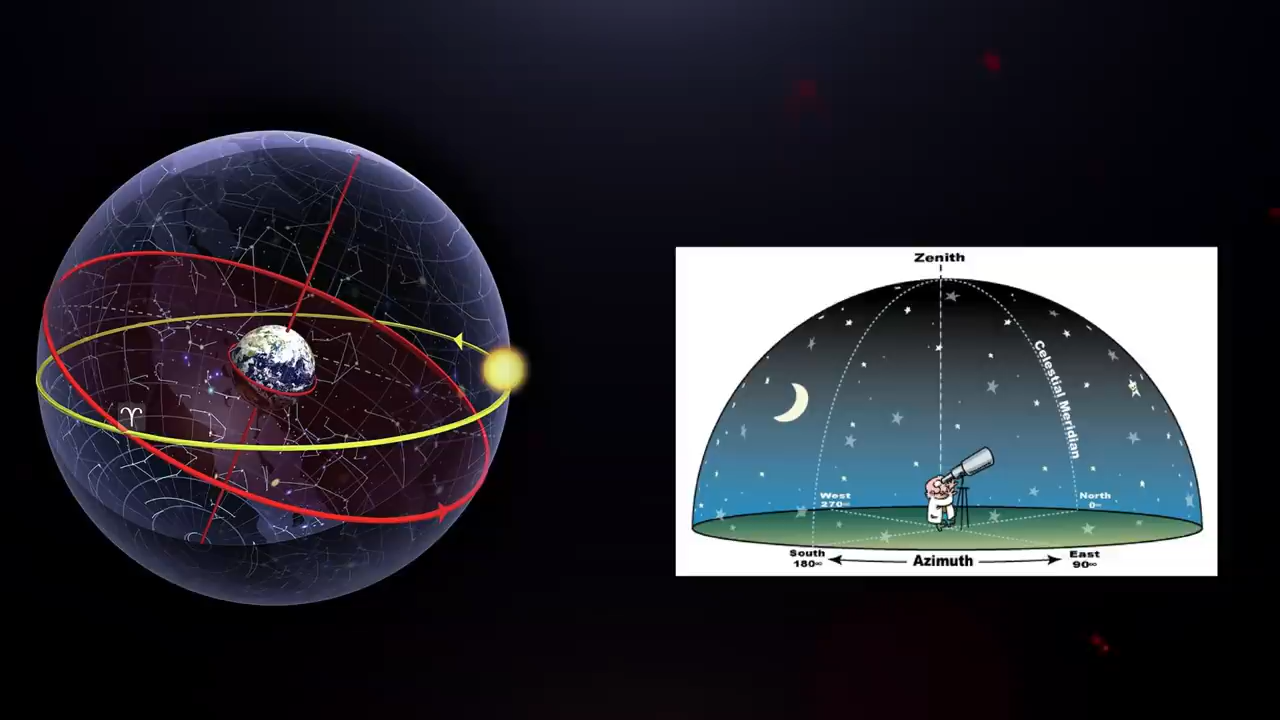 ♈
Zenith
Celestial Meridian
West
270∞
North
0∞
South
180∞
Azimuth
East
90∞